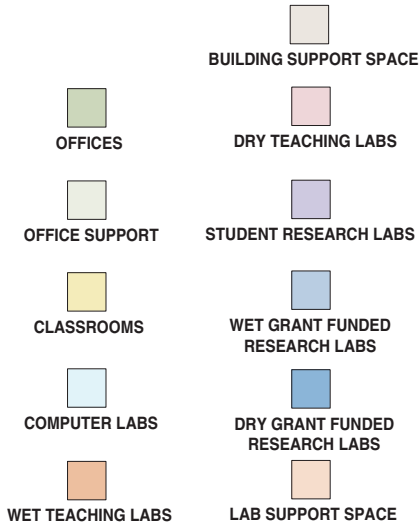 BUILDING SUPPORT SPACE
OFFICES
DRY TEACHING LABS
OFFICE SUPPORT
STUDENT RESEARCH LABS
CLASSROOMS
WET GRANT FUNDED
RESEARCH LABS
COMPUTER LABS
DRY GRANT FUNDED
RESEARCH LABS
WET TEACHING LABS
LAB SUPPORT SPACE